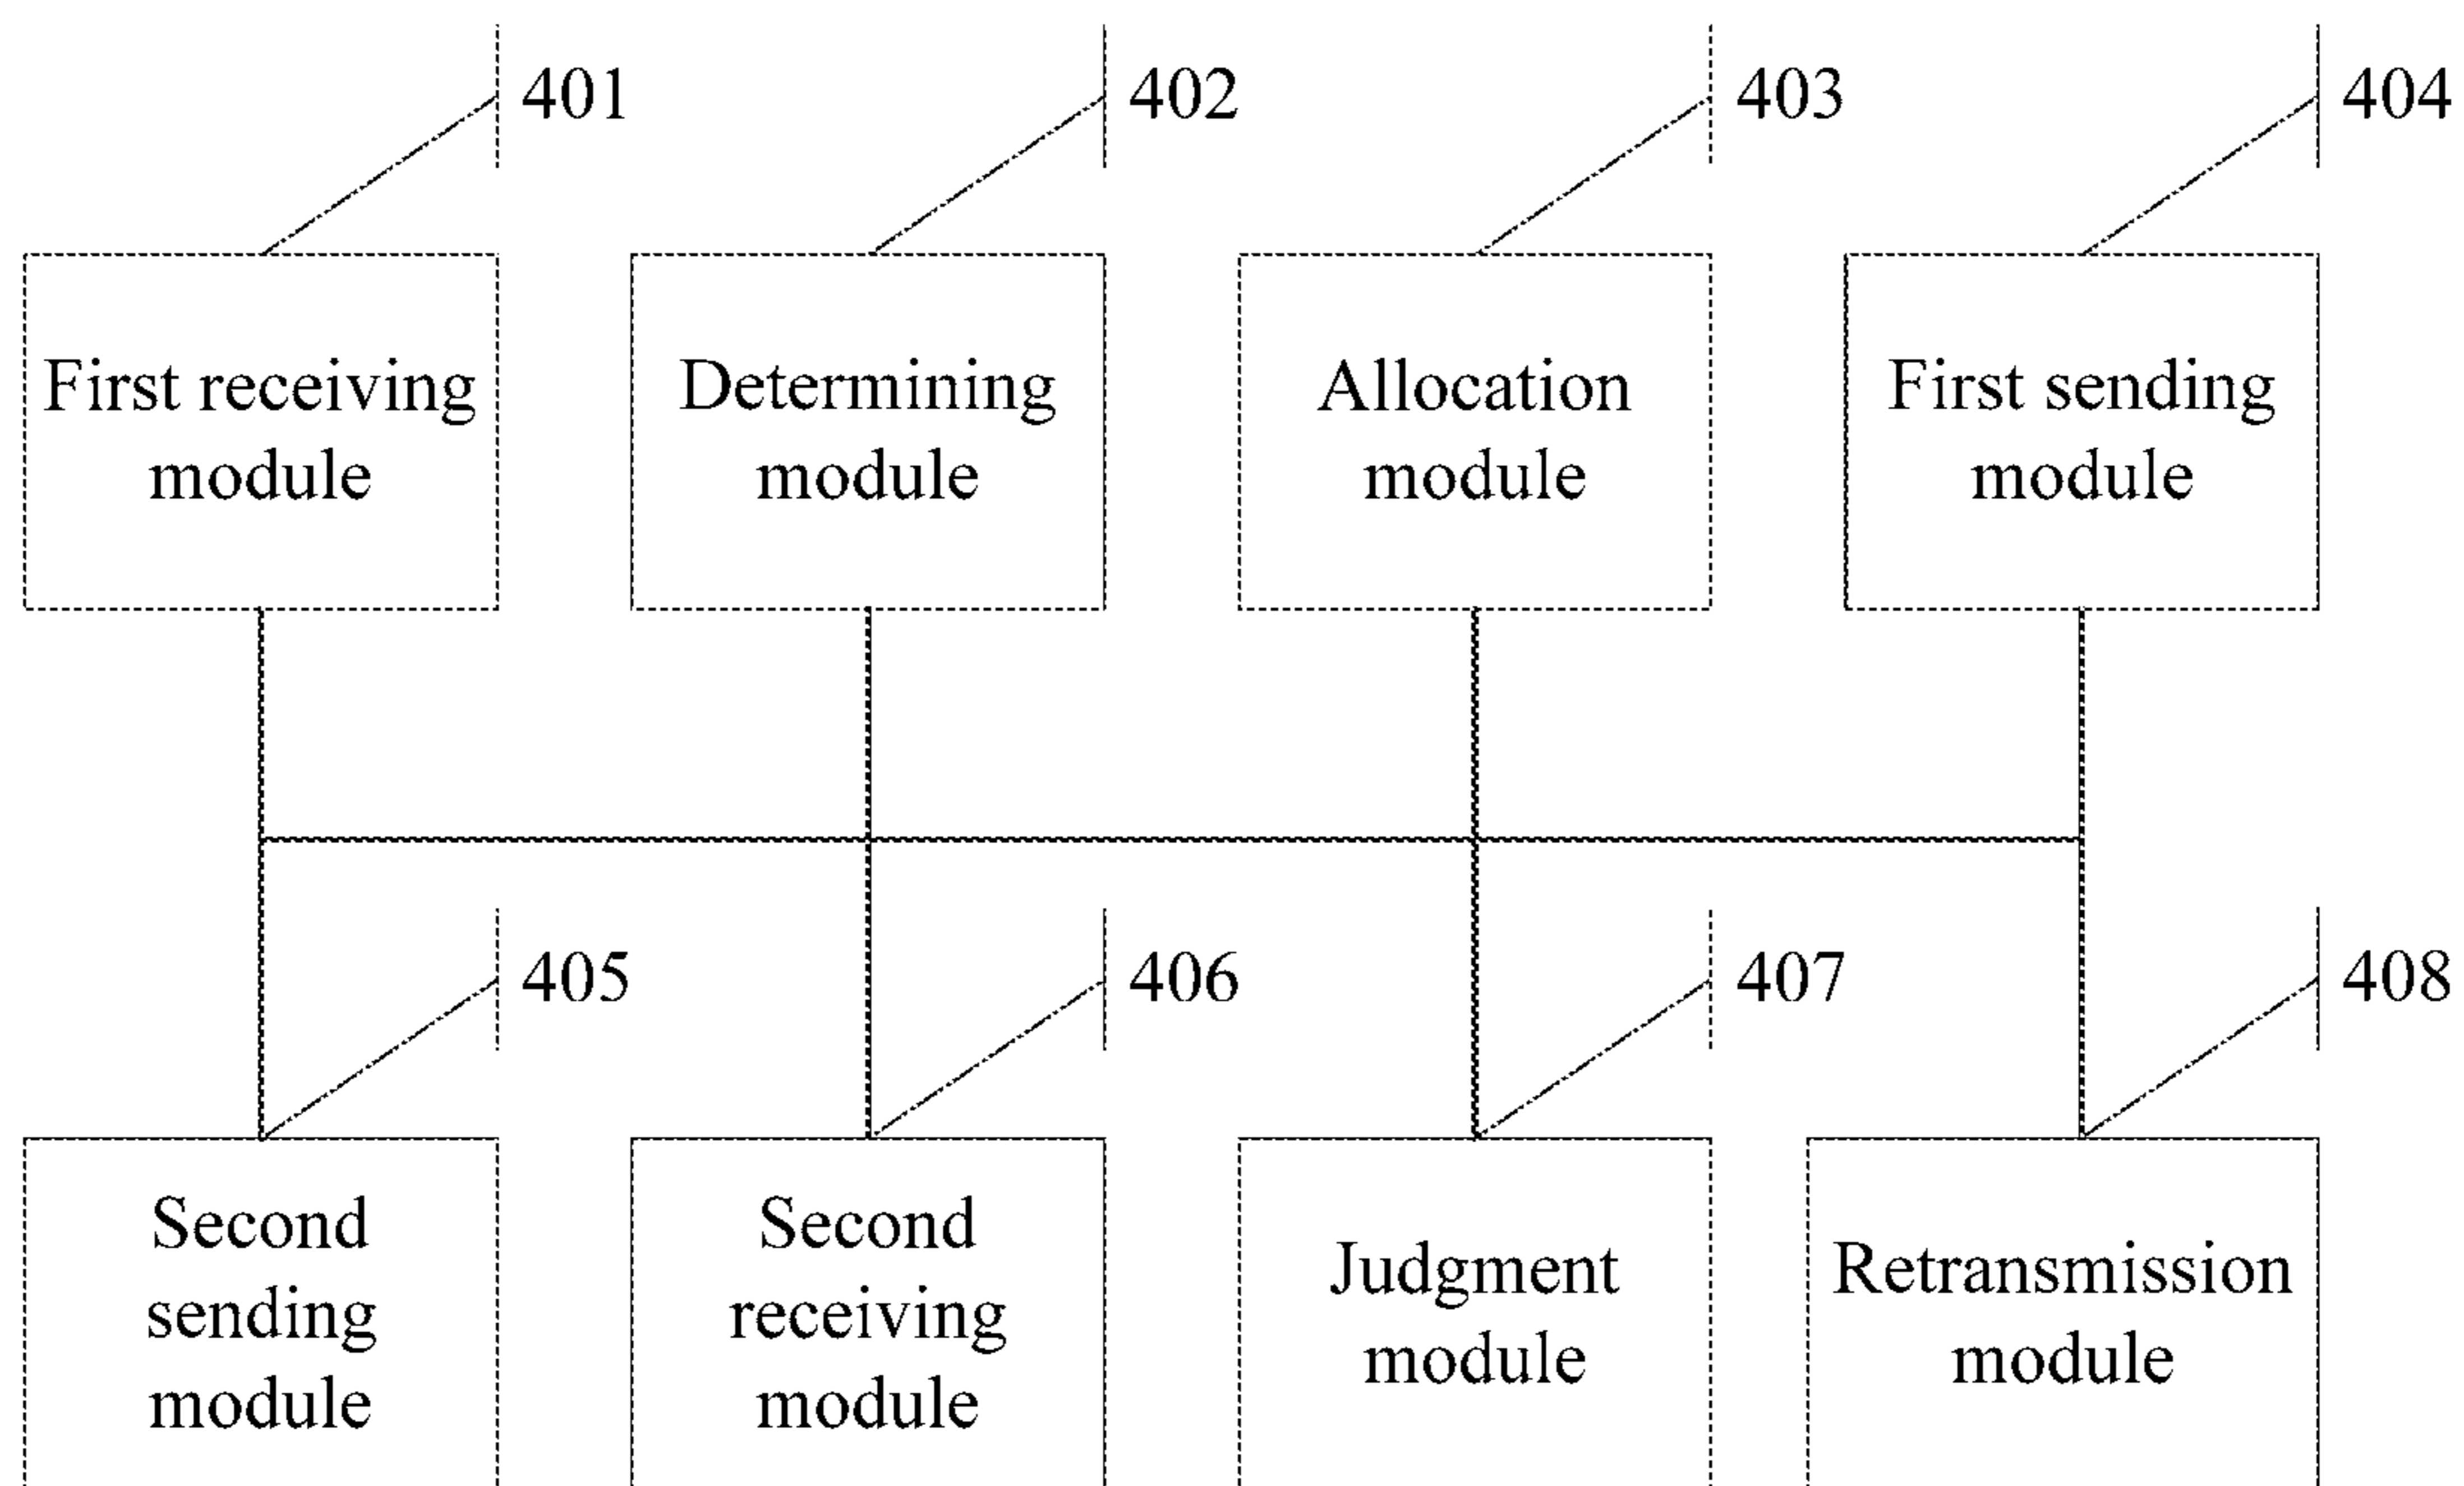 401
402
403
404
First receiving
module
Determining
module
Allocation
module
First sending
module
405
406
407
408
Second
sending
module
Second
receiving
module
Judgment
module
Retransmission
module